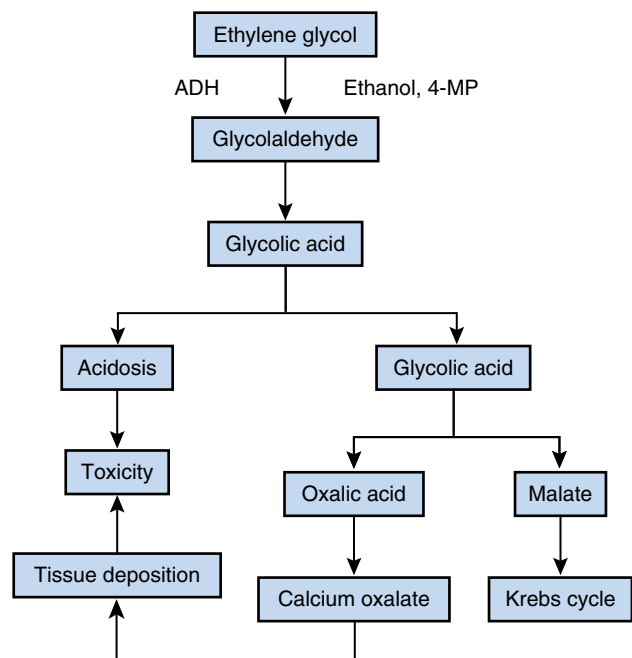 Ethylene glycol
ADH
Ethanol, 4-MP
Glycolaldehyde
Glycolic acid
Acidosis
Glycolic acid
Toxicity
Oxalic acid
Malate
Tissue deposition
Calcium oxalate
Krebs cycle